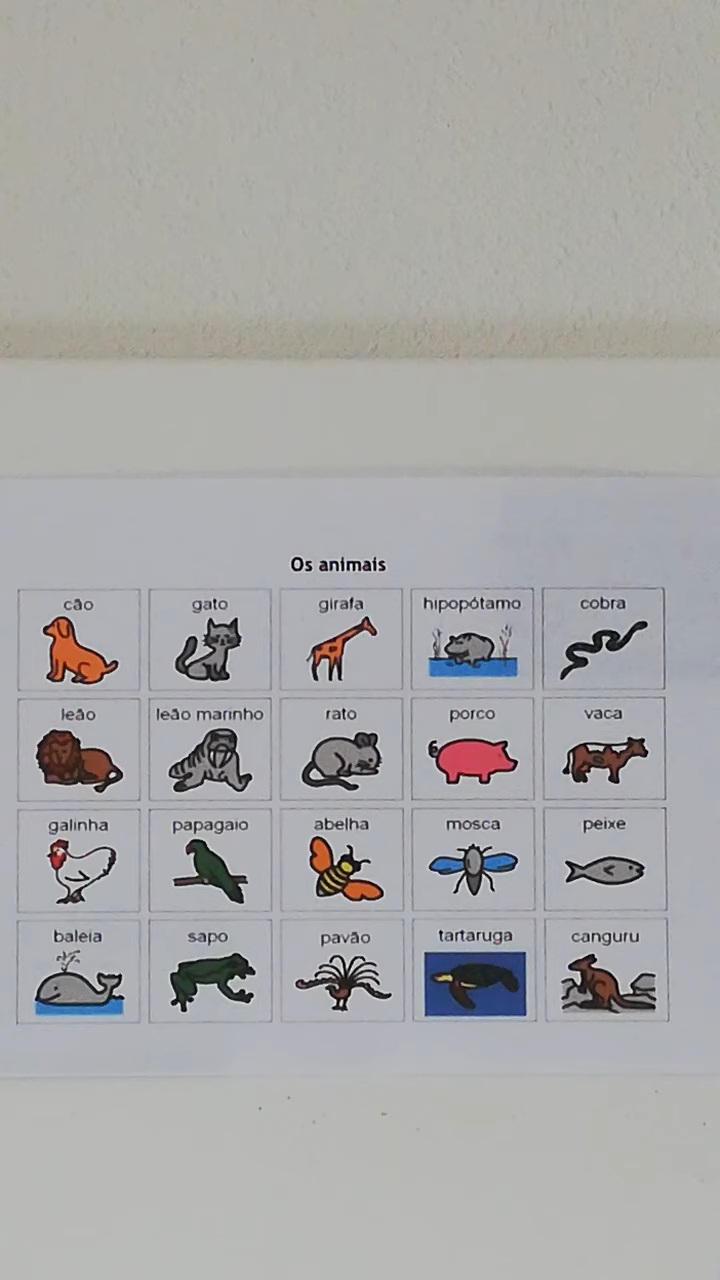 Os animais
cão gato girafa hipopótamo cobra
leão leão marinho rato porco vaca
galinha papagaio abelha mosca peixe
baleia sapo pavão tartaruga canguru